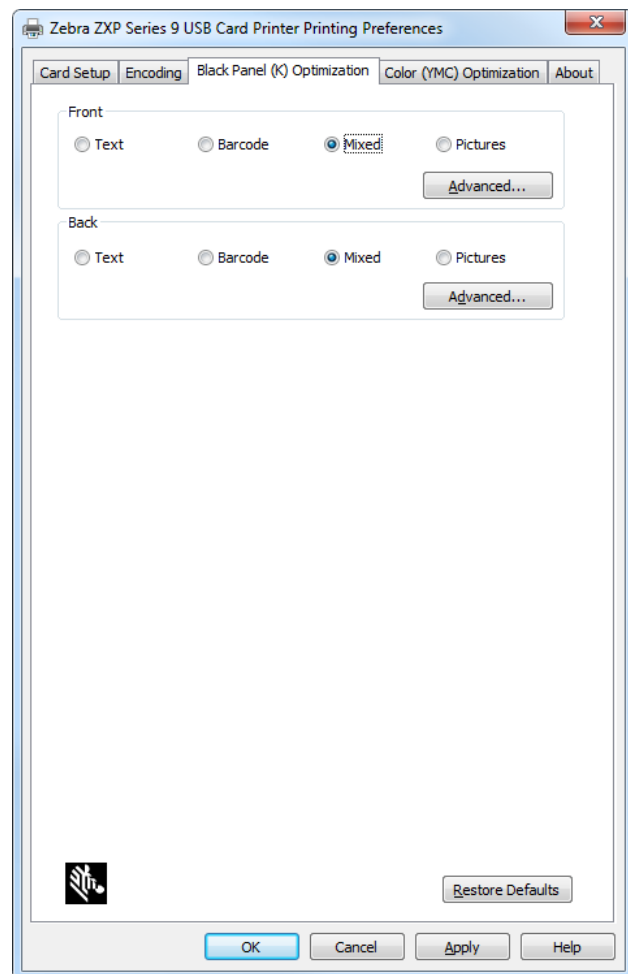 Zebra ZXP Series 9 USB Card Printer Printing Preferences
Card Setup Encoding Black Panel (K) Optimization Color (YMC) Optimization About
Front
Text Barcode Mixed Pictures
Advanced...
Back
Text Barcode Mixed Pictures
Advanced...
Restore Defaults
OK Cancel Apply Help